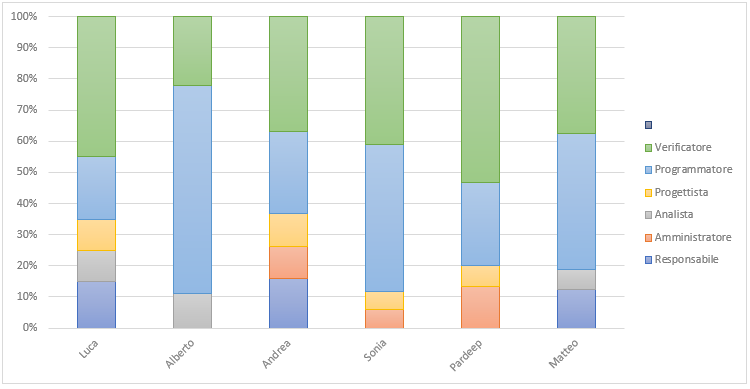 100%
90%
80%
70%
60%
50%
40%
30%
20%
10%
0%
Luca
Alberto
Andrea
Sonia
Pardeep
Matteo
Verificatore
Programmatore
Progettista
Analista
Amministratore
Responsabile